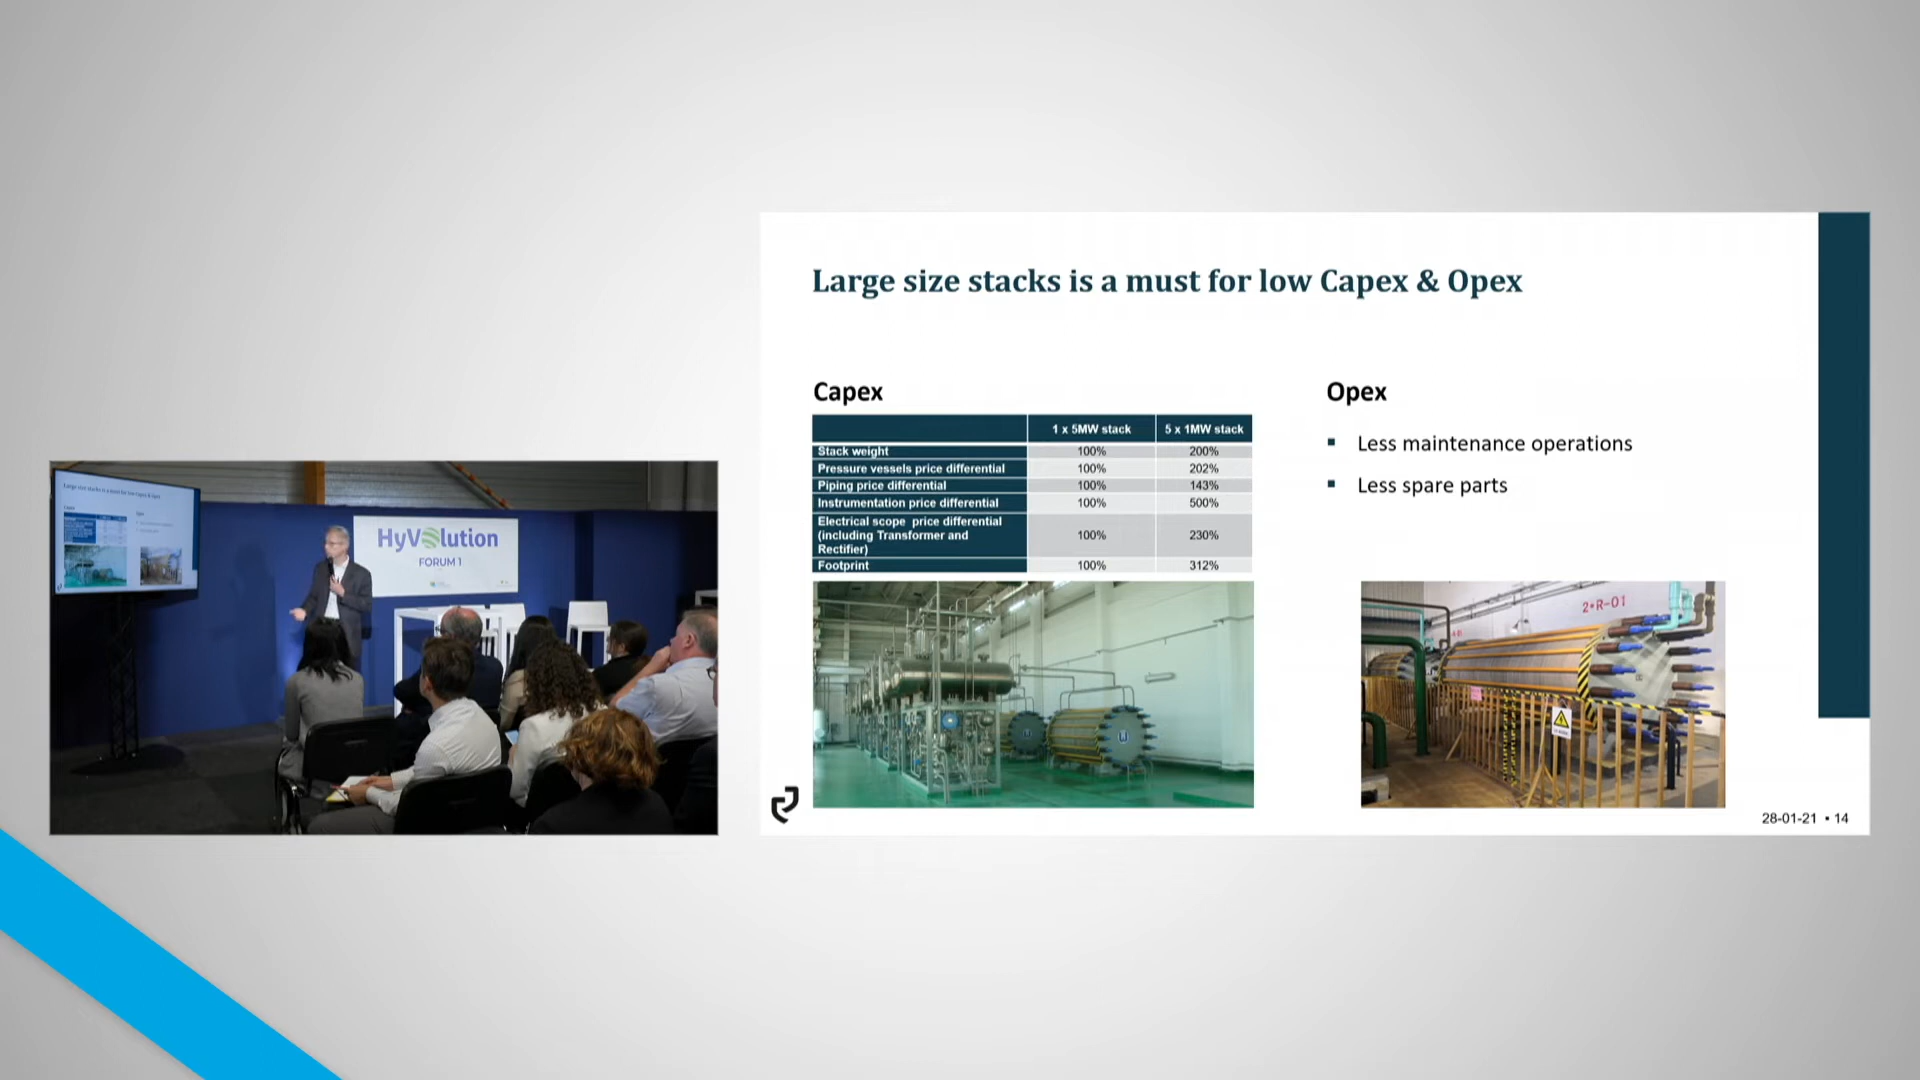 HyVolution
FORUM 1
Large size stacks is a must for low Capex & Opex
Capex
1 x 5MW stack 5 x 1MW stack
Stack weight 100% 200%
Pressure vessels price differential 100% 202%
Piping price differential 100% 143%
Instrumentation price differential 100% 500%
Electrical scope price differential
(including Transformer and
Rectifier) 100% 230%
Footprint 100% 312%
Opex
▪ Less maintenance operations
▪ Less spare parts
2•R-01
28-01-21 ▪ 14